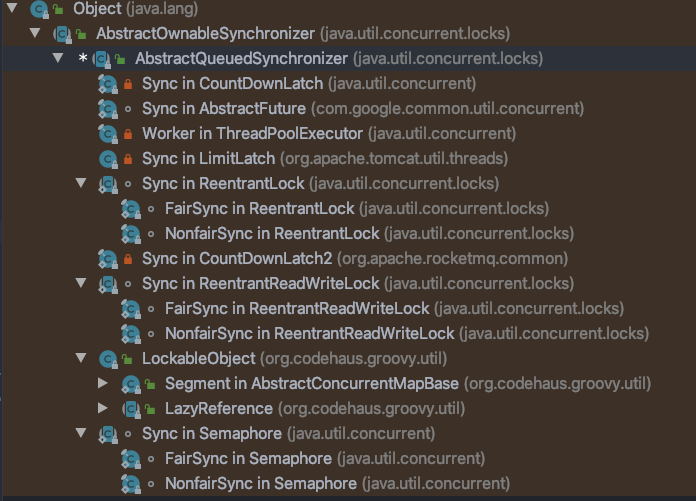 Object (java.lang)
AbstractOwnableSynchronizer (java.util.concurrent.locks)
* AbstractQueuedSynchronizer (java.util.concurrent.locks)
Sync in CountDownLatch (java.util.concurrent)
Sync in AbstractFuture (com.google.common.util.concurrent)
Worker in ThreadPoolExecutor (java.util.concurrent)
Sync in LimitLatch (org.apache.tomcat.util.threads)
Sync in ReentrantLock (java.util.concurrent.locks)
FairSync in ReentrantLock (java.util.concurrent.locks)
NonfairSync in ReentrantLock (java.util.concurrent.locks)
Sync in CountDownLatch2 (org.apache.rocketmq.common)
Sync in ReentrantReadWriteLock (java.util.concurrent.locks)
FairSync in ReentrantReadWriteLock (java.util.concurrent.locks)
NonfairSync in ReentrantReadWriteLock (java.util.concurrent.locks)
LockableObject (org.codehaus.groovy.util)
Segment in AbstractConcurrentMapBase (org.codehaus.groovy.util)
LazyReference (org.codehaus.groovy.util)
Sync in Semaphore (java.util.concurrent)
FairSync in Semaphore (java.util.concurrent)
NonfairSync in Semaphore (java.util.concurrent)